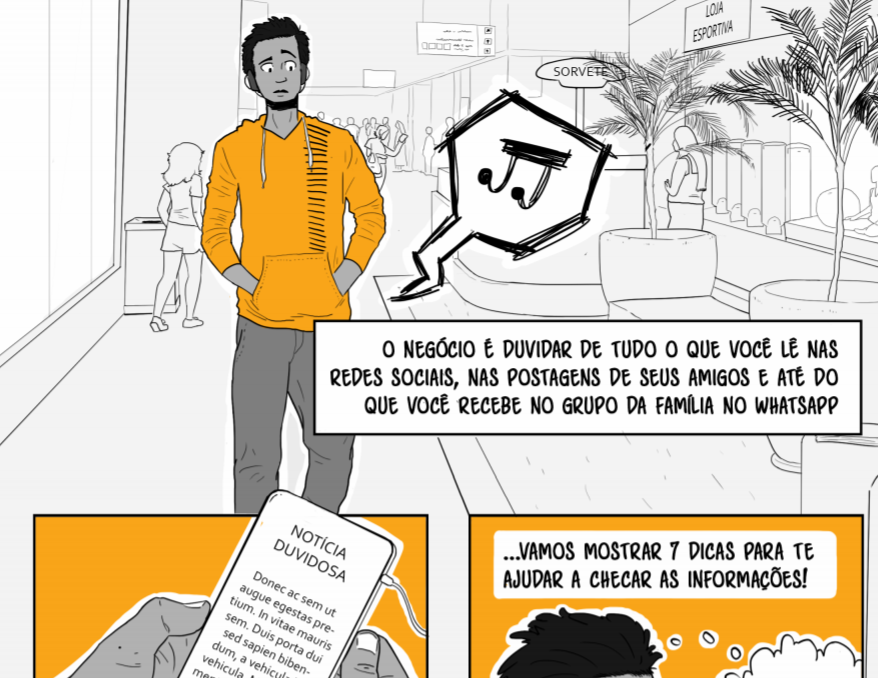 LOJA
ESPORTIVA
SORVETE
O NEGÓCIO É DUVIDAR DE TUDO O QUE VOCÊ LÊ NAS
REDES SOCIAIS, NAS POSTAGENS DE SEUS AMIGOS E ATÉ DO
QUE VOCÊ RECEBE NO GRUPO DA FAMÍLIA NO WHATSAPP
NOTÍCIA
DUVIDOSA
Donec ac sem ut
augue egestas pre-
tium. In vitae mauris
sem. Duis porta dui
sed sapien biben-
dum, a vehicula
vehicula.
...VAMOS MOSTRAR 7 DICAS PARA TE
AJUDAR A CHECAR AS INFORMAÇÕES!